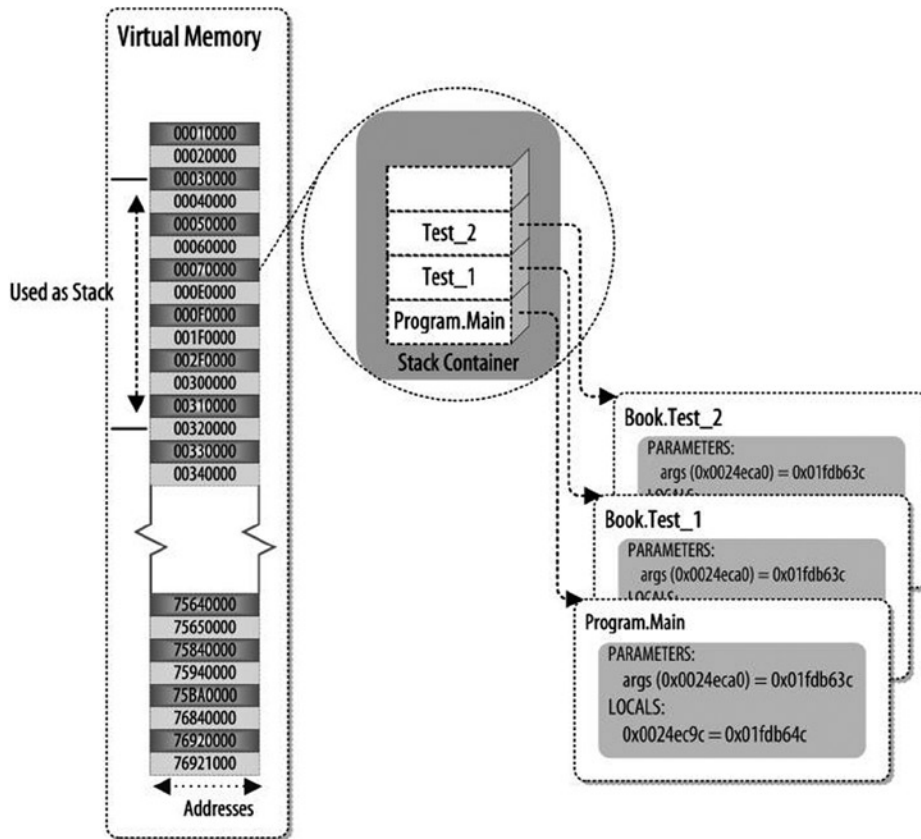 Virtual Memory
00010000
00020000
00030000
00040000
00050000
00060000
00070000
000E0000
000F0000
001F0000
002F0000
00300000
00310000
00320000
00330000
00340000
Used as Stack
75640000
75650000
75840000
75940000
75BA0000
76840000
76920000
76921000
Addresses
Test_2
Test_1
Program.Main
Stack Container
Book.Test_2
PARAMETERS:
args (0x0024eca0) = 0x01fdb63c
LOCALS:
Book.Test_1
PARAMETERS:
args (0x0024eca0) = 0x01fdb63c
LOCALS:
Program.Main
PARAMETERS:
args (0x0024eca0) = 0x01fdb63c
LOCALS:
0x0024ec9c = 0x01fdb64c